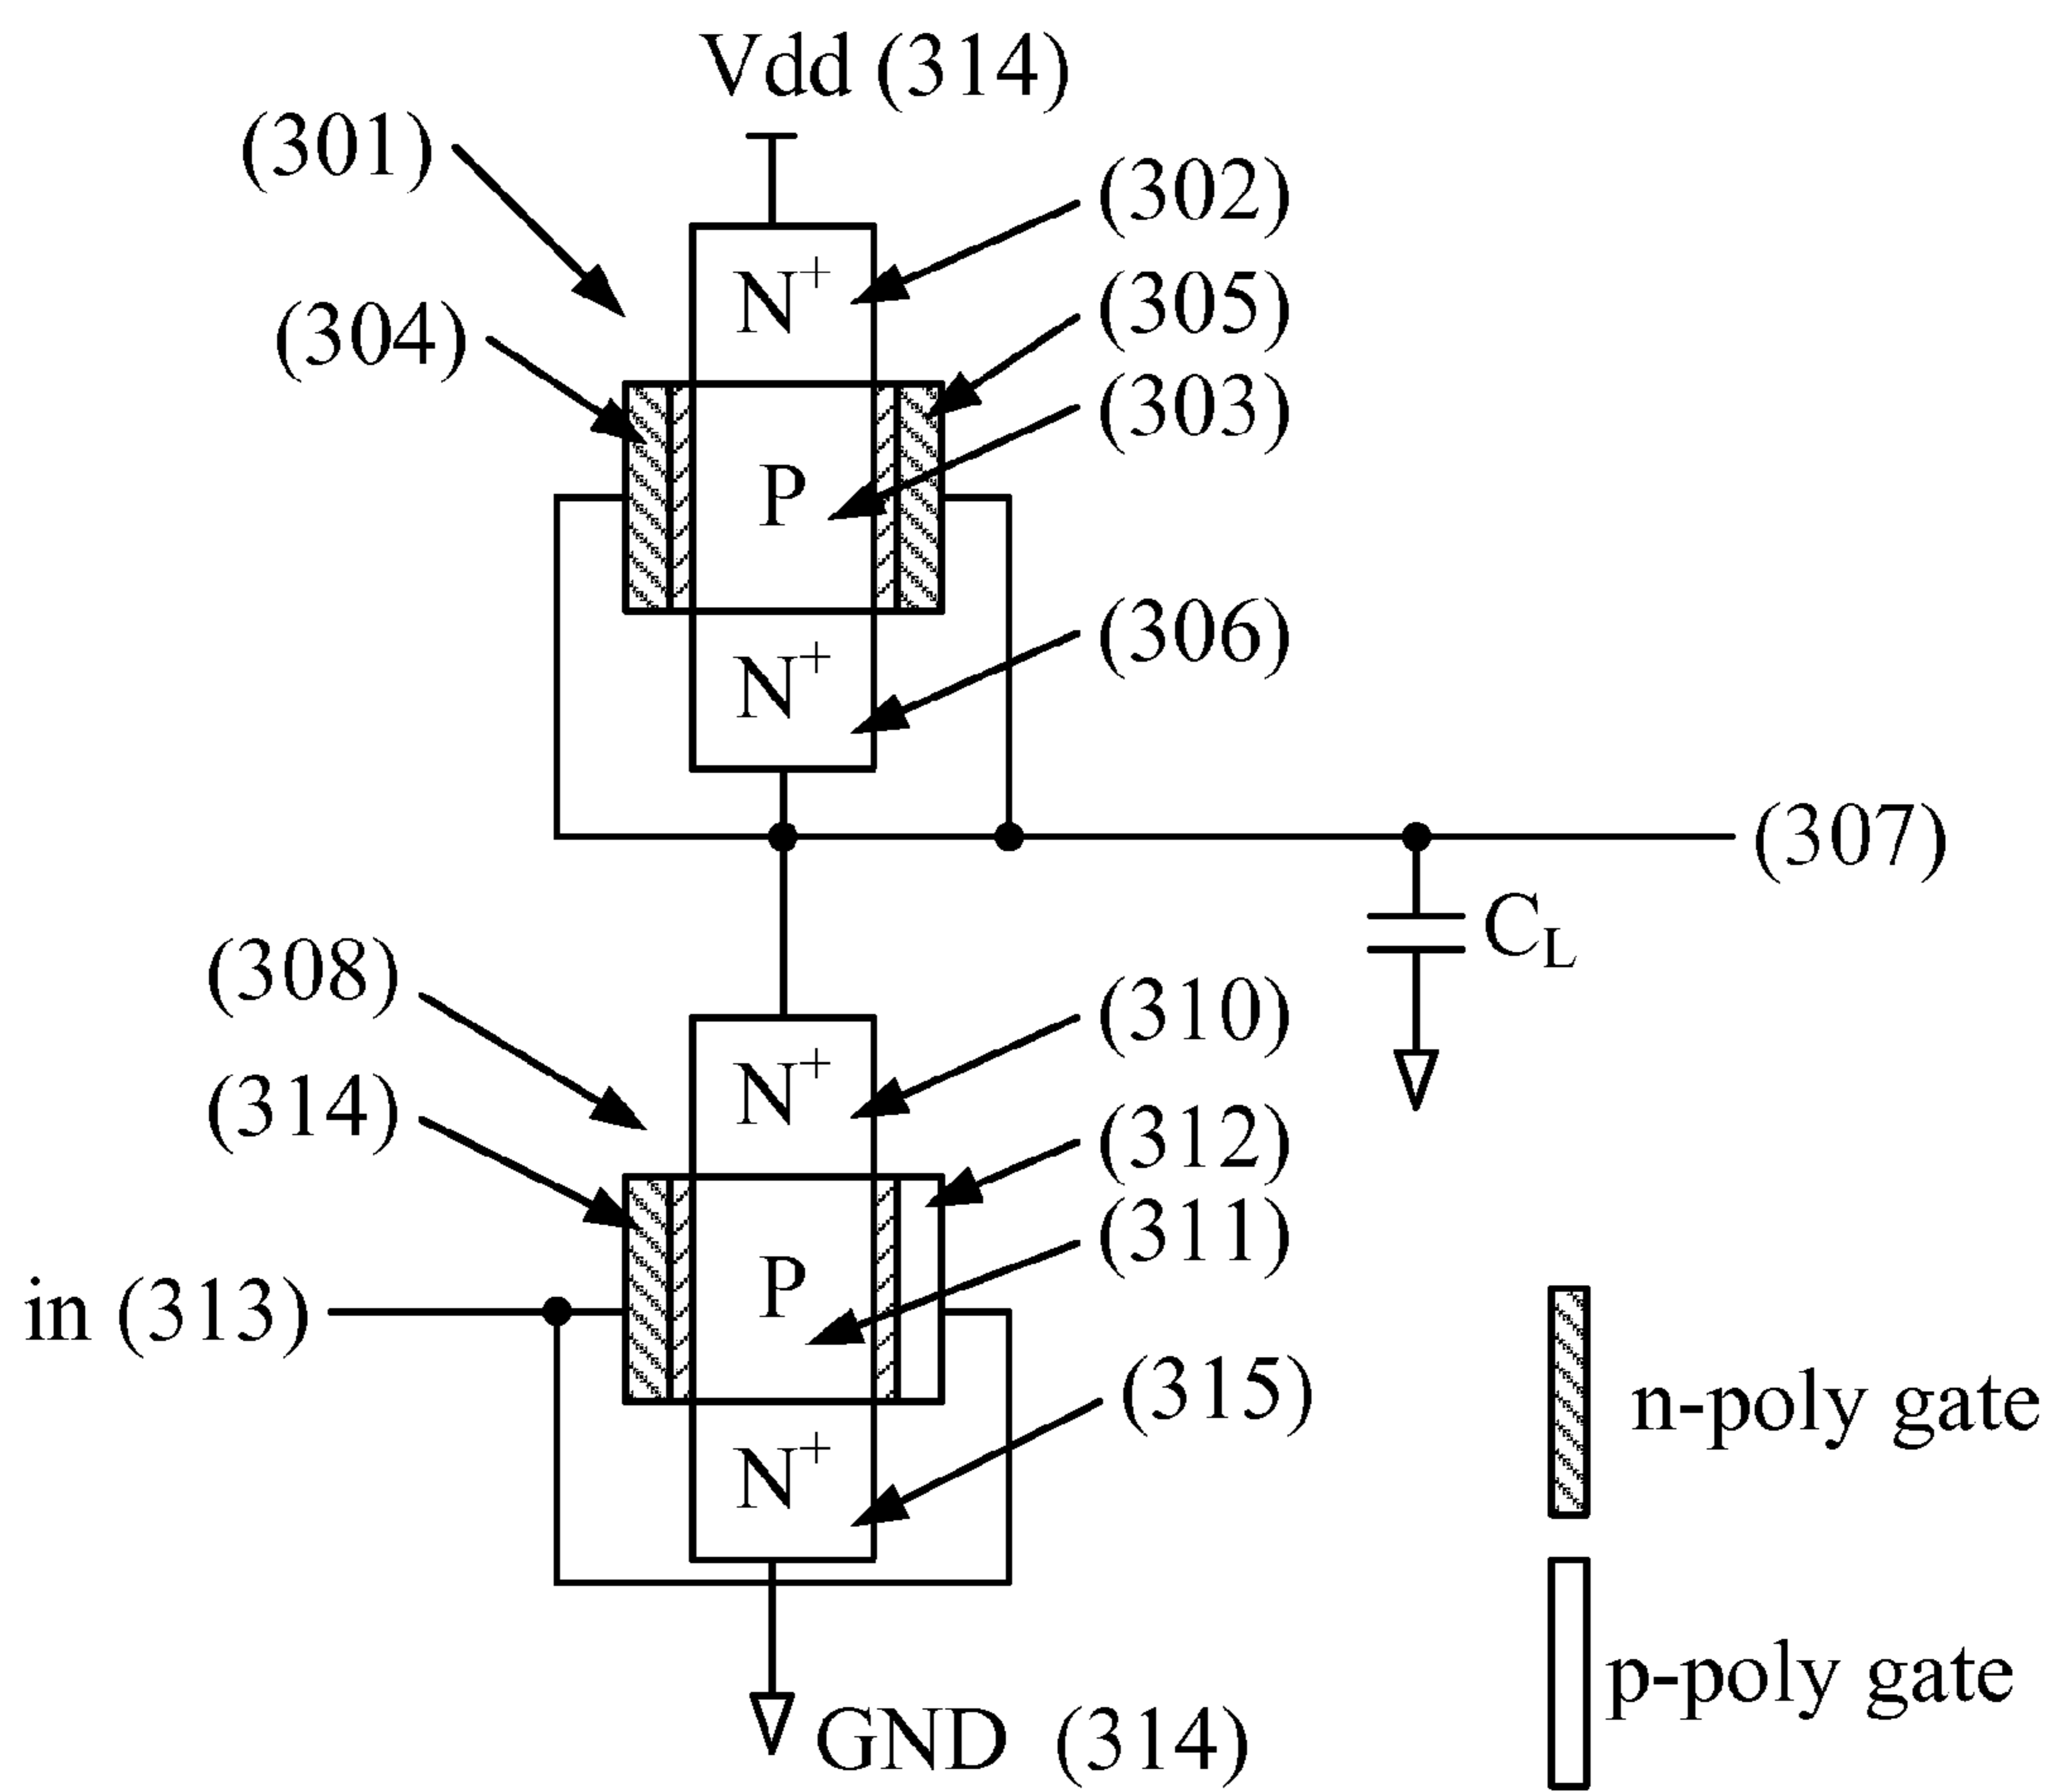 Vdd (314)
(301)
(302)
N+
(305)
(304)
(303)
P
(306)
N+
(307)
CL
(308)
(310)
N+
(314)
(312)
(311)
P
in (313)
(315)
n-poly gate
N+
p-poly gate
GND (314)